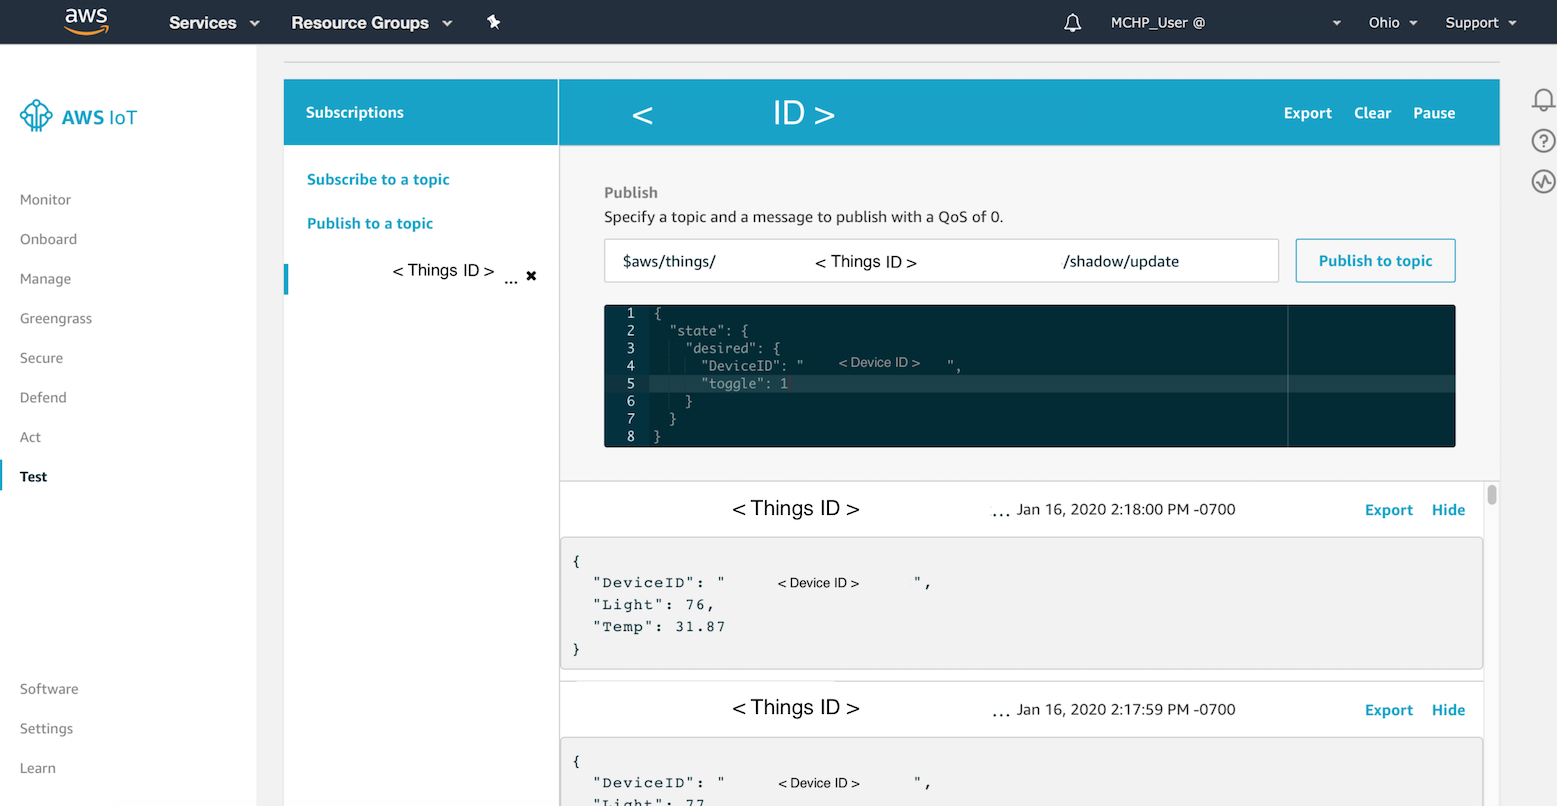 aws Services Resource Groups MCHP_User @ Ohio Support
AWS IoT
Monitor
Onboard
Manage
Greengrass
Secure
Defend
Act
Test
Software
Settings
Learn
Subscriptions
Subscribe to a topic
Publish to a topic
< Things ID > ...
< ID >
Export Clear Pause
Publish
Specify a topic and a message to publish with a QoS of 0.
$aws/things/ < Things ID > /shadow/update
Publish to topic
1 {
2 "state": {
3 "desired": {
4 "DeviceID": " < Device ID > ",
5 "toggle": 1
6 }
7 }
8 }
< Things ID > ... Jan 16, 2020 2:18:00 PM -0700 Export Hide
{
"DeviceID": " < Device ID > ",
"Light": 76,
"Temp": 31.87
}
< Things ID > ... Jan 16, 2020 2:17:59 PM -0700 Export Hide
{
"DeviceID": " < Device ID > ",
"Light": 77